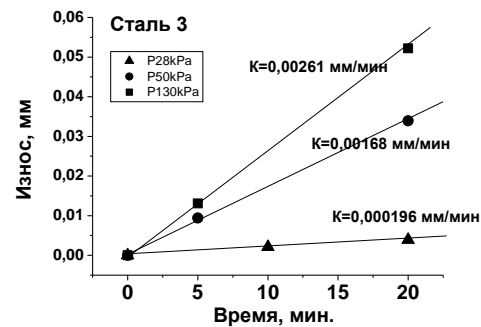 Сталь 3
P28kPa
P50kPa
P130kPa
К=0,00261 мм/мин
К=0,00168 мм/мин
К=0,000196 мм/мин
Износ, мм
0,06
0,05
0,04
0,03
0,02
0,01
0,00
0 5 10 15 20
Время, мин.